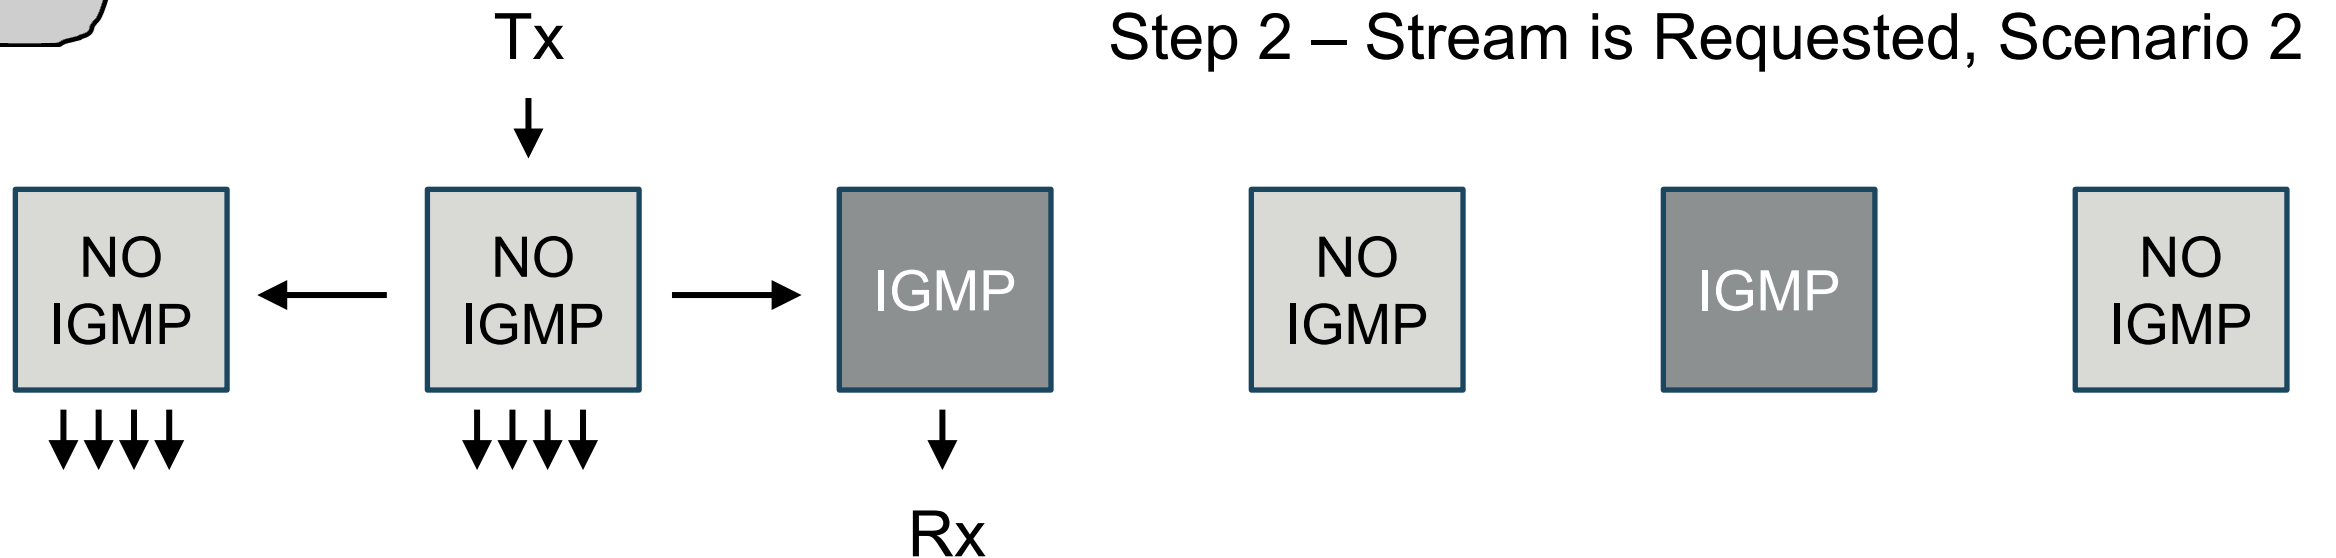 Tx
Step 2 – Stream is Requested, Scenario 2
NO
IGMP
NO
IGMP
IGMP
NO
IGMP
IGMP
NO
IGMP
Rx